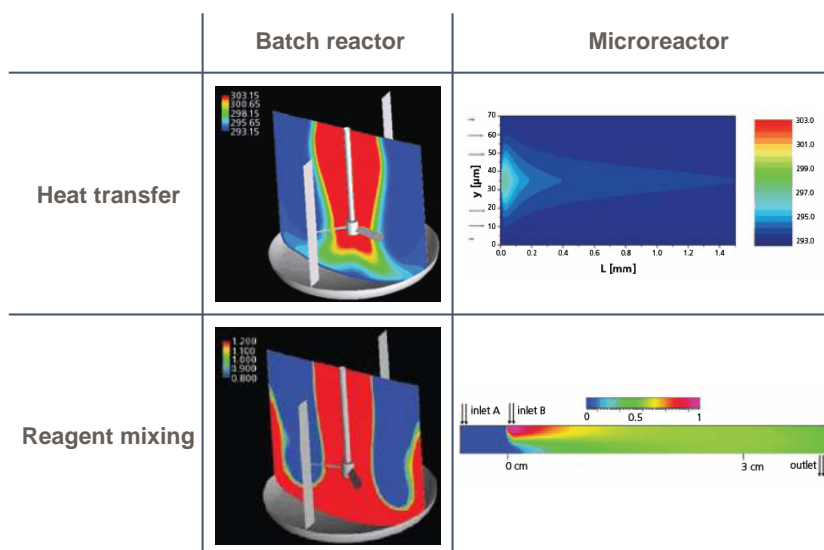 Batch reactor
Microreactor
Heat transfer
303.15
300.65
298.15
295.65
293.15
y [µm]
70
60
50
40
30
20
10
0
0.0 0.2 0.4 0.6 0.8 1.0 1.2 1.4
L [mm]
303.0
301.0
299.0
297.0
295.0
293.0
Reagent mixing
1.200
1.100
1.000
0.900
0.800
inlet A
inlet B
0 0.5 1
0 cm
3 cm
outlet